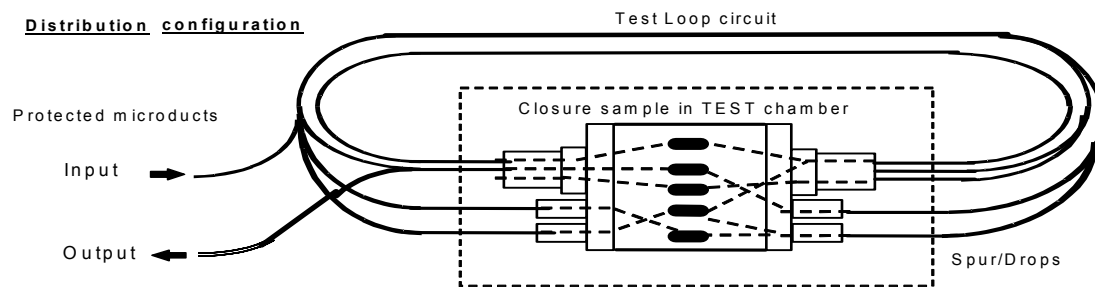 Distribution configuration
Test Loop circuit
Closure sample in TEST chamber
Protected microducts
Input
Output
Spur/Drops